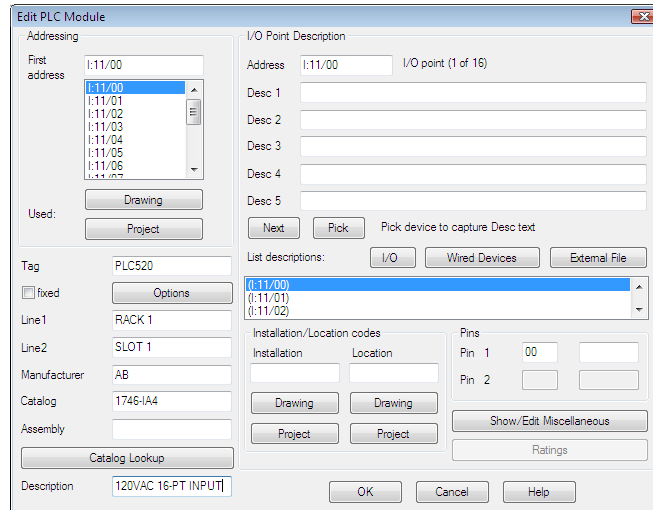 Edit PLC Module
Addressing
First address
I:11/00
I:11/00
I:11/01
I:11/02
I:11/03
I:11/04
I:11/05
I:11/06
I:11/07
Used:
Drawing
Project
Tag
PLC520
fixed
Options
Line1
RACK 1
Line2
SLOT 1
Manufacturer
AB
Catalog
1746-IA4
Assembly
Catalog Lookup
Description
120VAC 16-PT INPUT
I/O Point Description
Address
I:11/00
I/O point (1 of 16)
Desc 1
Desc 2
Desc 3
Desc 4
Desc 5
Next
Pick
Pick device to capture Desc text
List descriptions:
I/O
Wired Devices
External File
(I:11/00)
(I:11/01)
(I:11/02)
Installation/Location codes
Installation
Location
Drawing
Drawing
Project
Project
Pins
Pin 1
00
Pin 2
Show/Edit Miscellaneous
Ratings
OK
Cancel
Help